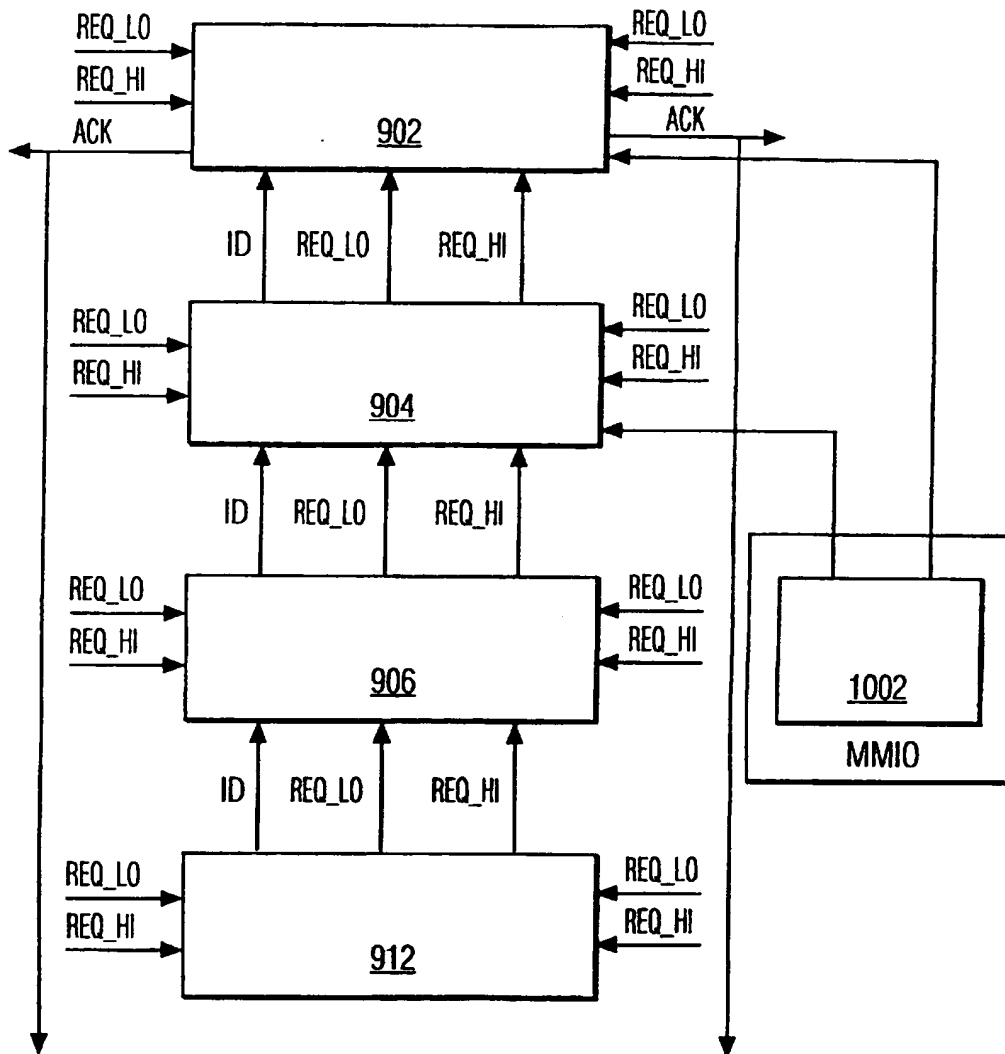 REQ_LO REQ_LO
REQ_HI REQ_HI
ACK 902 ACK
ID REQ_LO REQ_HI
REQ_LO REQ_LO
REQ_HI REQ_HI
904
ID REQ_LO REQ_HI
REQ_LO REQ_LO
REQ_HI REQ_HI
906 1002
MMIO
ID REQ_LO REQ_HI
REQ_LO REQ_LO
REQ_HI REQ_HI
912